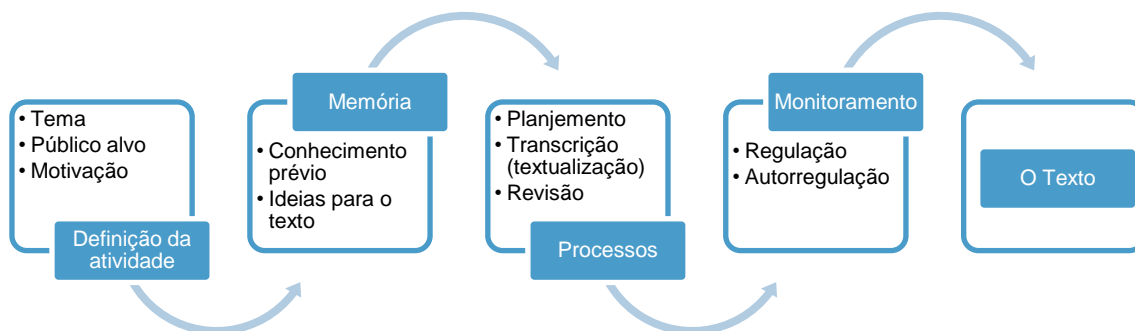 • Tema
• Público alvo
• Motivação
Definição da
atividade
Memória
• Conhecimento
prévio
• Ideias para o
texto
• Planjemento
• Transcrição
(textualização)
• Revisão
Processos
Monitoramento
• Regulação
• Autorregulação
O Texto